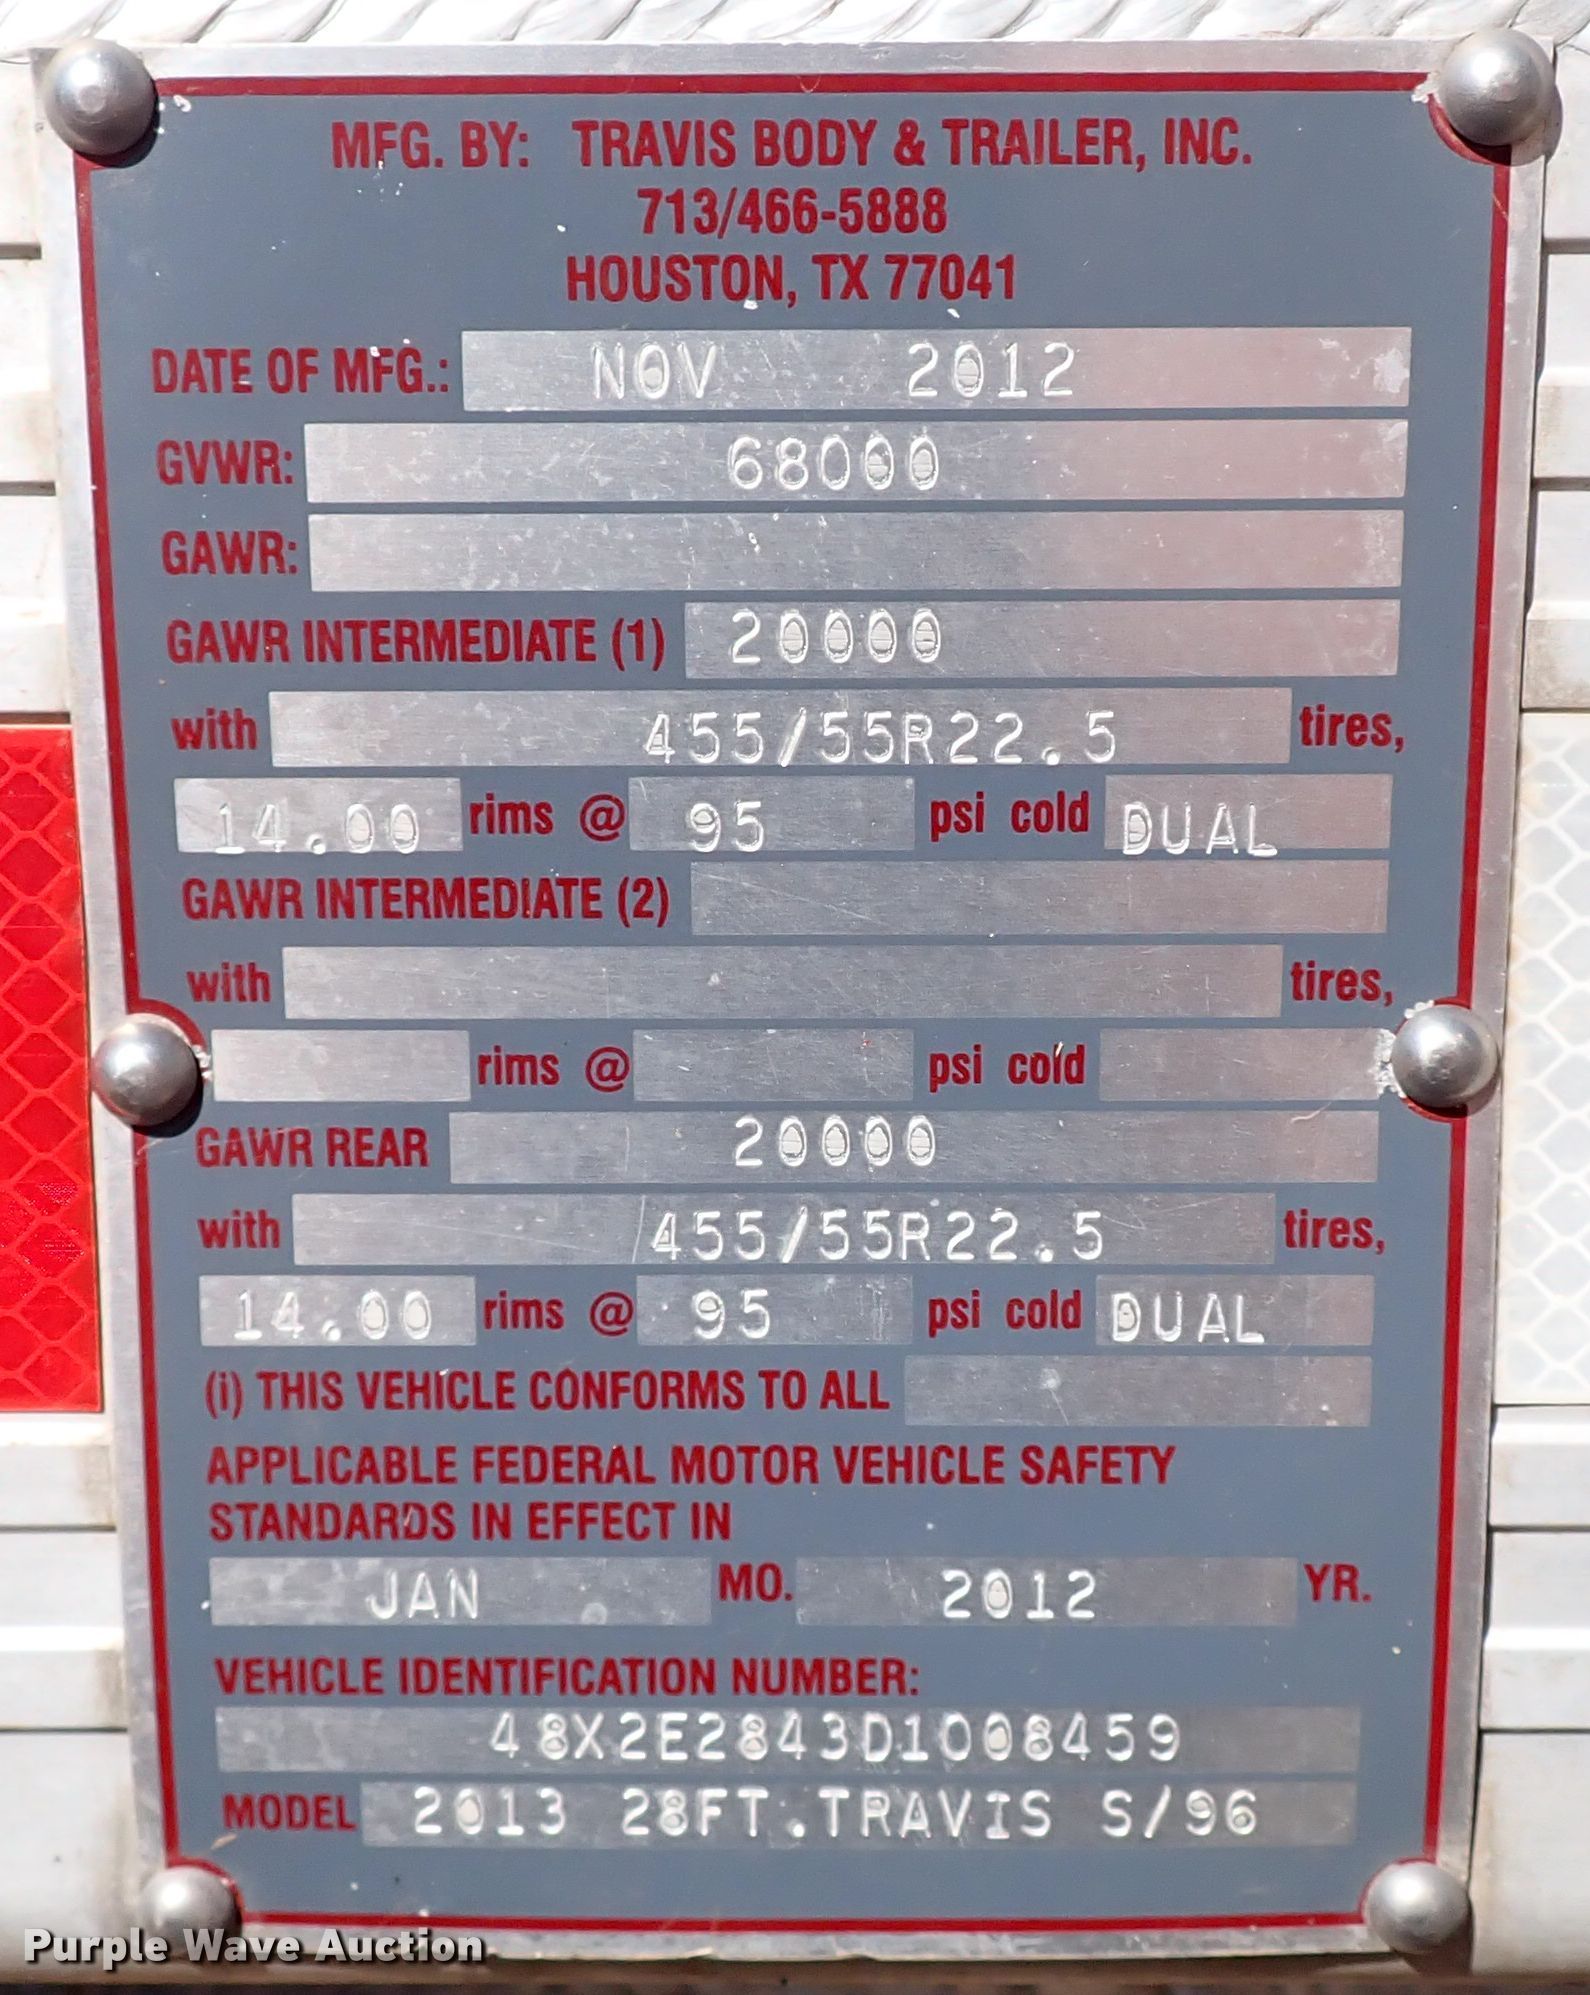 MFG. BY: TRAVIS BODY & TRAILER, INC.
713/466-5888
HOUSTON, TX 77041
DATE OF MFG.: NOV 2012
GVWR: 68000
GAWR:
GAWR INTERMEDIATE (1) 20000
with 455/55R22.5 tires,
14.00 rims @ 95 psi cold DUAL
GAWR INTERMEDIATE (2)
with tires,
rims @ psi cold
GAWR REAR 20000
with 455/55R22.5 tires,
14.00 rims @ 95 psi cold DUAL
(i) THIS VEHICLE CONFORMS TO ALL
APPLICABLE FEDERAL MOTOR VEHICLE SAFETY
STANDARDS IN EFFECT IN
JAN MO. 2012 YR.
VEHICLE IDENTIFICATION NUMBER:
48X2E2843D1008459
MODEL 2013 28FT.TRAVIS S/96
Purple Wave Auction